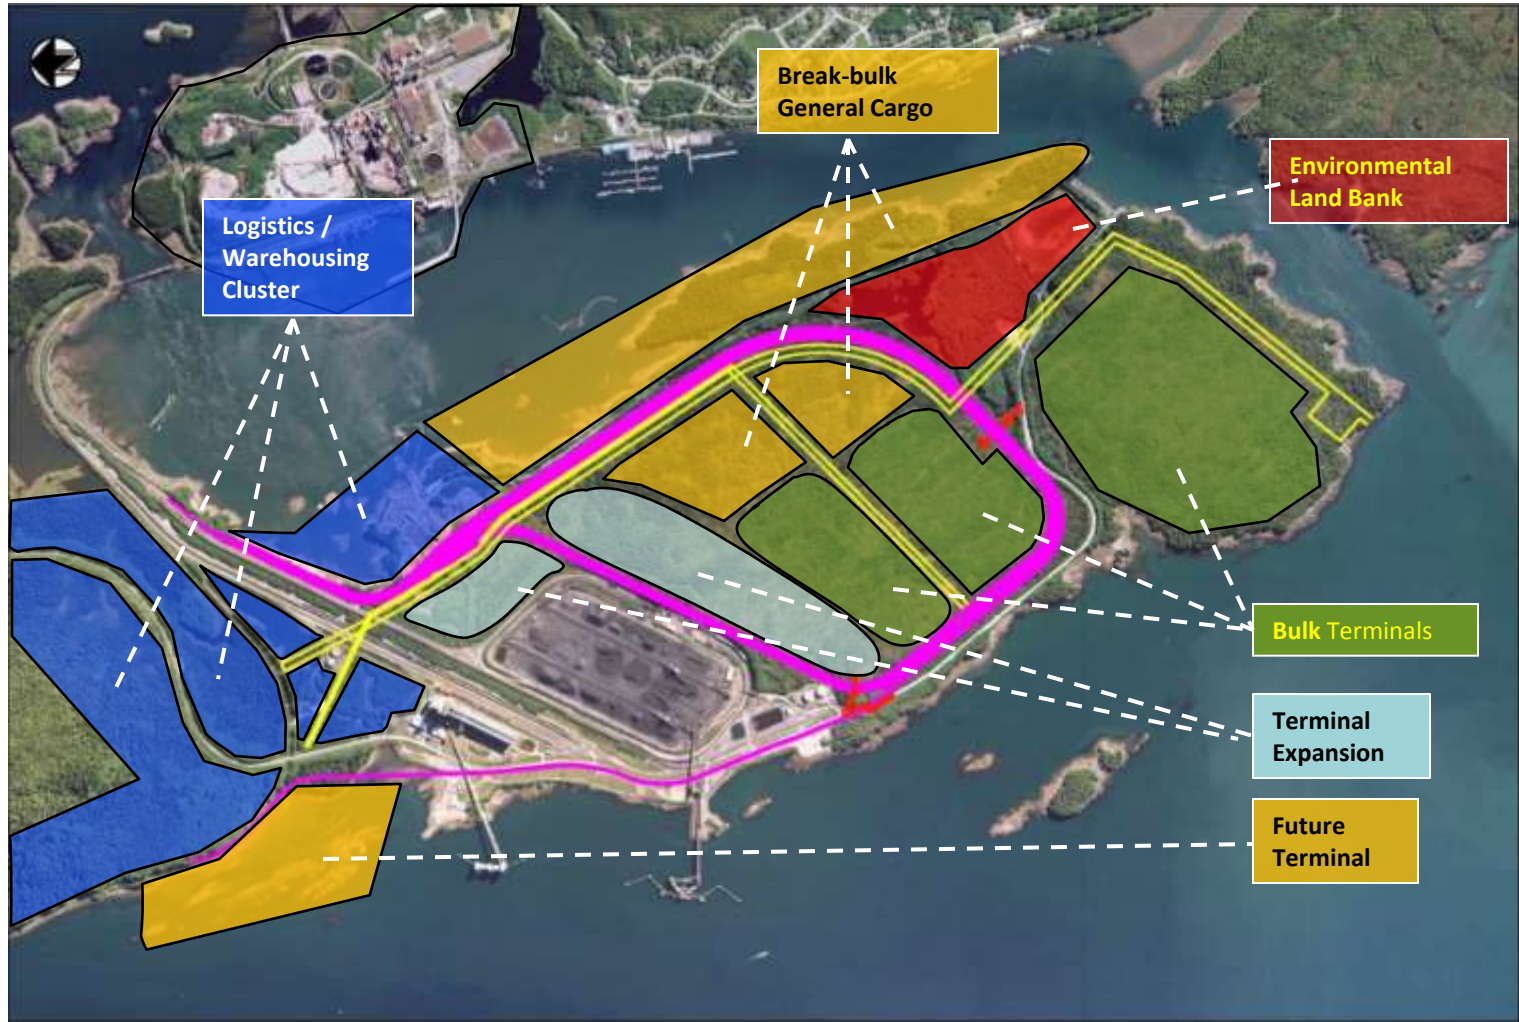 Break-bulk
General Cargo
Environmental
Land Bank
Logistics /
Warehousing
Cluster
Bulk Terminals
Terminal
Expansion
Future
Terminal